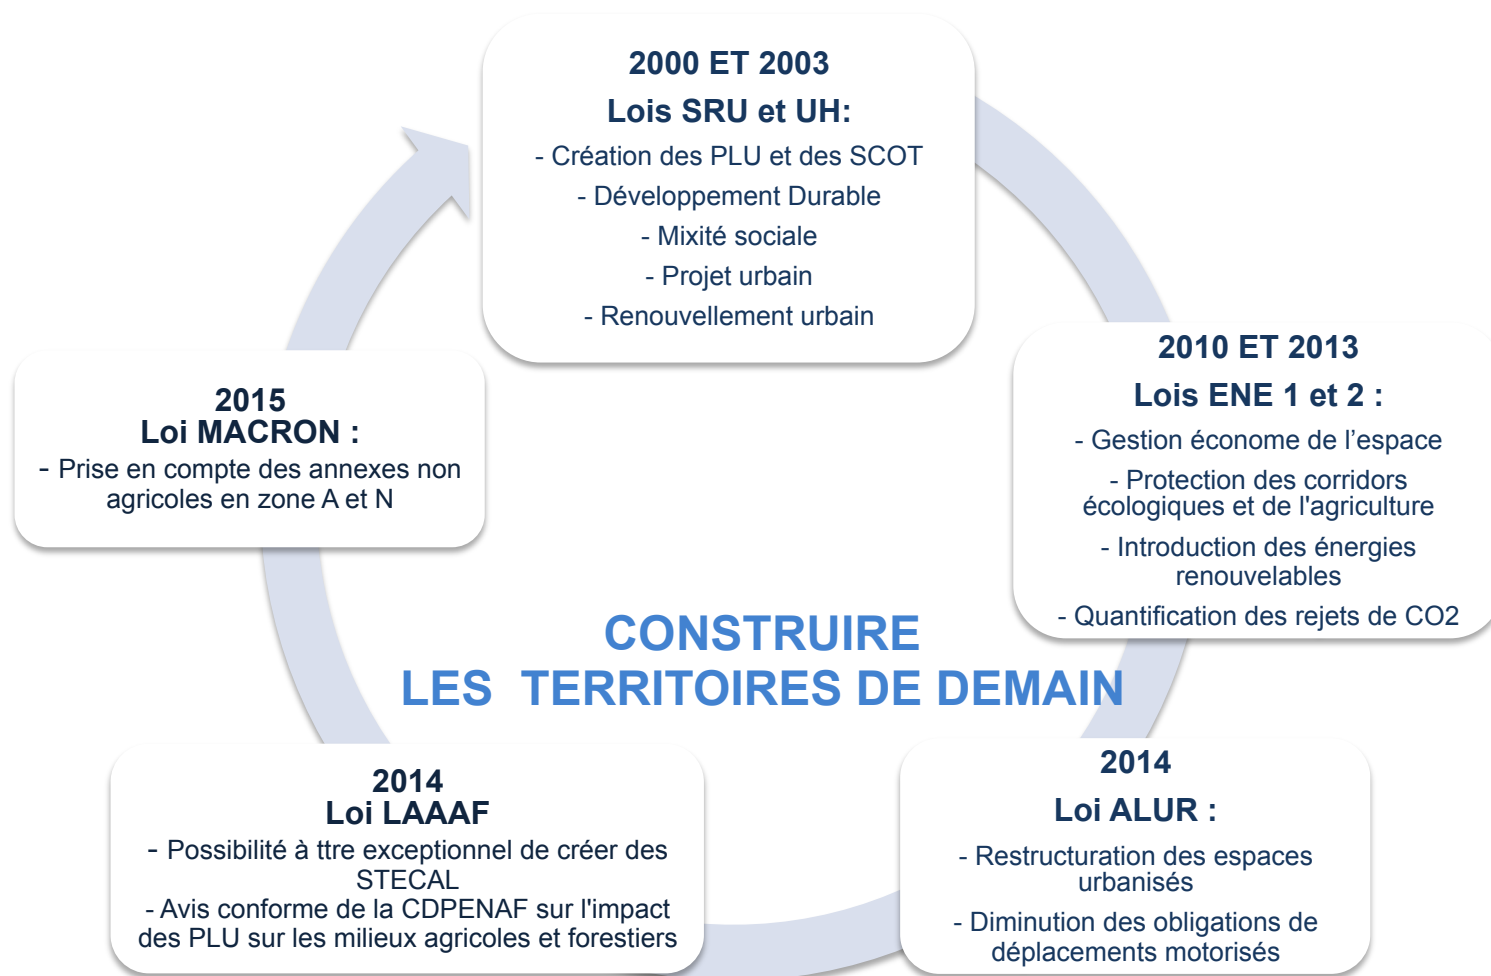 2000 ET 2003
Lois SRU et UH:
- Création des PLU et des SCOT
- Développement Durable
- Mixité sociale
- Projet urbain
- Renouvellement urbain
2010 ET 2013
Lois ENE 1 et 2 :
- Gestion économe de l’espace
- Protection des corridors
écologiques et de l'agriculture
- Introduction des énergies
renouvelables
- Quantification des rejets de CO2
2014
Loi ALUR :
- Restructuration des espaces
urbanisés
- Diminution des obligations de
déplacements motorisés
2014
Loi LAAAF
- Possibilité à ttre exceptionnel de créer des
STECAL
- Avis conforme de la CDPENAF sur l'impact
des PLU sur les milieux agricoles et forestiers
2015
Loi MACRON :
- Prise en compte des annexes non
agricoles en zone A et N
CONSTRUIRE
LES TERRITOIRES DE DEMAIN